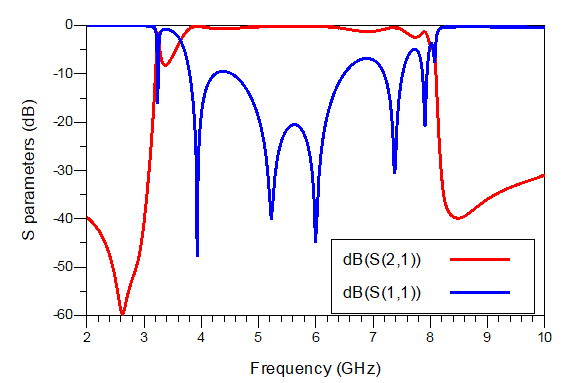 0
-10
-20
-30
-40
-50
-60
S parameters (dB)
dB(S(2,1))
dB(S(1,1))
2 3 4 5 6 7 8 9 10
Frequency (GHz)